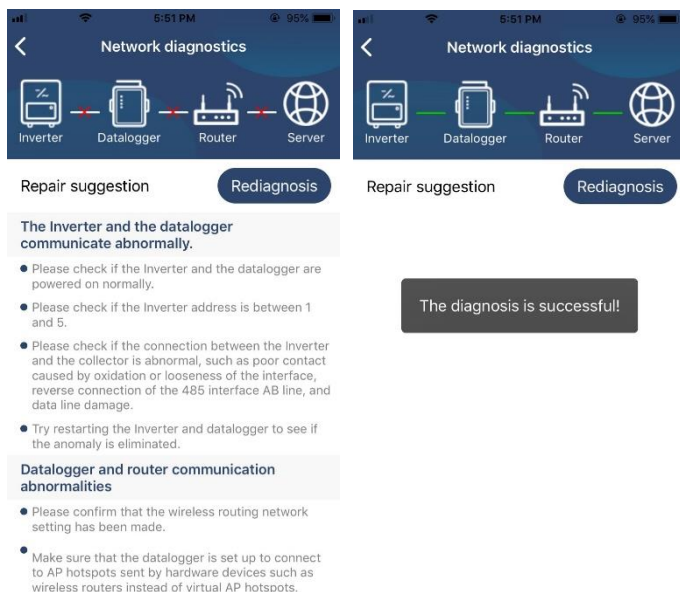 5:51 PM
95%
Network diagnostics
Inverter
Datalogger
Router
Server
Repair suggestion
Rediagnosis
The Inverter and the datalogger
communicate abnormally.
Please check if the Inverter and the datalogger are
powered on normally.
Please check if the Inverter address is between 1
and 5.
Please check if the connection between the Inverter
and the collector is abnormal, such as poor contact
caused by oxidation or looseness of the interface,
reverse connection of the 485 interface AB line, and
data line damage.
Try restarting the Inverter and datalogger to see if
the anomaly is eliminated.
Datalogger and router communication
abnormalities
Please confirm that the wireless routing network
setting has been made.
Make sure that the datalogger is set up to connect
to AP hotspots sent by hardware devices such as
wireless routers instead of virtual AP hotspots.
5:51 PM
95%
Network diagnostics
Inverter
Datalogger
Router
Server
Repair suggestion
Rediagnosis
The diagnosis is successful!